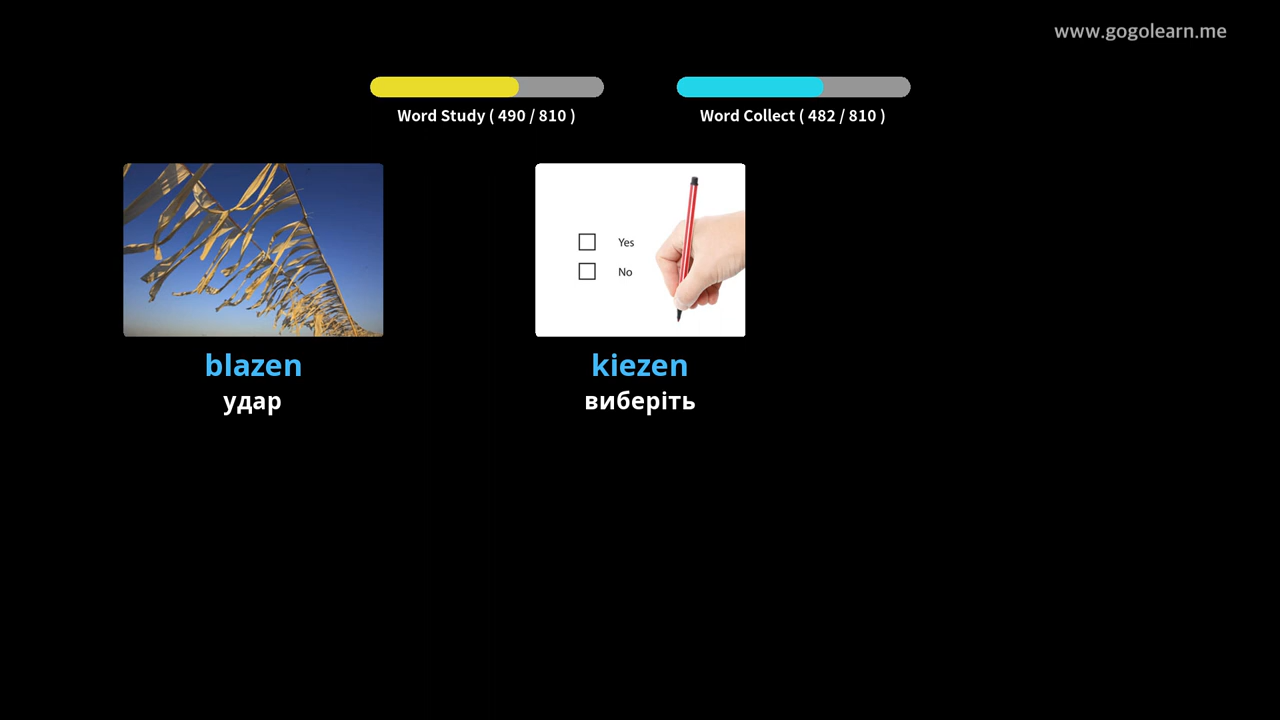 www.gogolearn.me
Word Study ( 490 / 810 )
Word Collect ( 482 / 810 )
Yes
No
blazen
удар
kiezen
виберіть